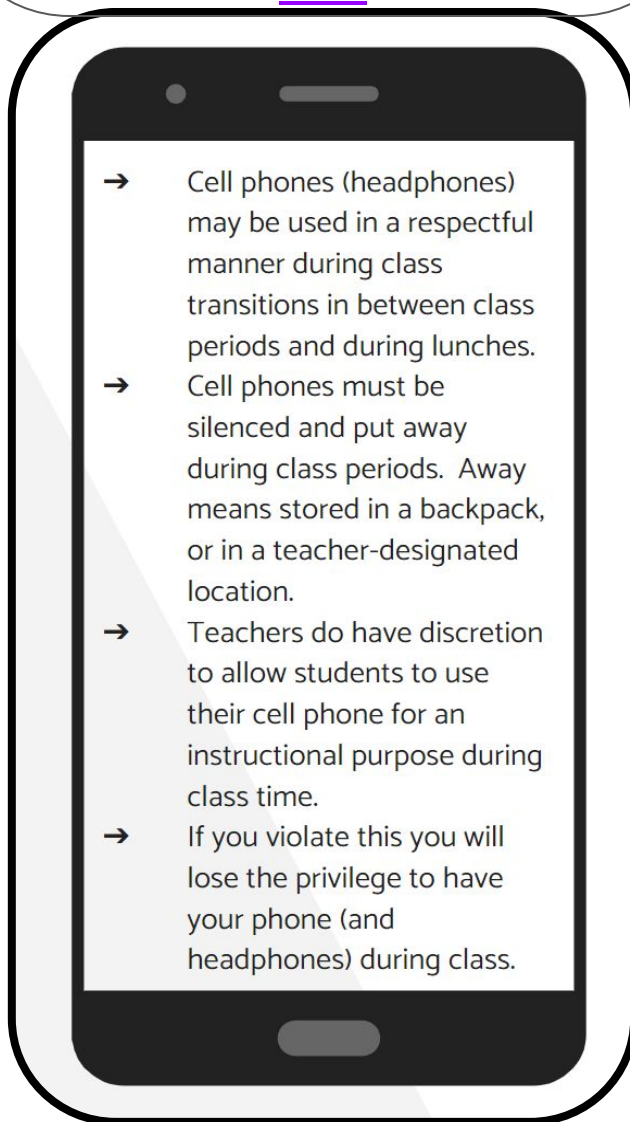 ➔ Cell phones (headphones)
may be used in a respectful
manner during class
transitions in between class
periods and during lunches.
➔ Cell phones must be
silenced and put away
during class periods.  Away
means stored in a backpack,
or in a teacher-designated
location.
➔ Teachers do have discretion
to allow students to use
their cell phone for an
instructional purpose during
class time.
➔ If you violate this you will
lose the privilege to have
your phone (and
headphones) during class.